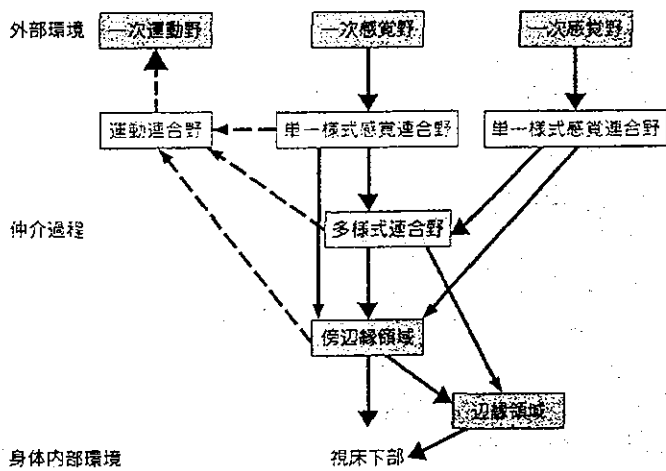 外部環境 一次運動野 一次感覚野 一次感覚野
運動連合野 単一様式感覚連合野 単一様式感覚連合野
仲介過程 多様式連合野
傍辺縁領域
辺縁領域
身体内部環境 視床下部